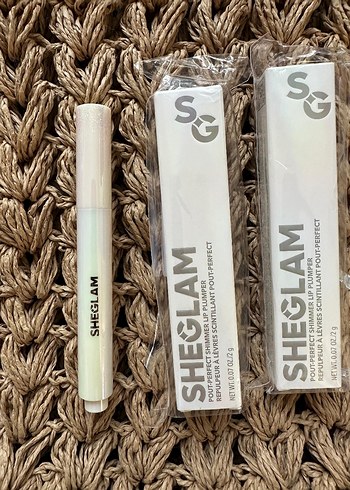 SHEGLAM
SG
SHEGLAM
POUT-PERFECT SHIMMER LIP PLUMPER
REPULPEUR À LÈVRES SCINTILLANT POUT-PERFECT
NET WT. 0.07 OZ./2 g
SG
SHEGLAM
POUT-PERFECT SHIMMER LIP PLUMPER
REPULPEUR À LÈVRES SCINTILLANT POUT-PERFECT
NET WT. 0.07 OZ./2 g